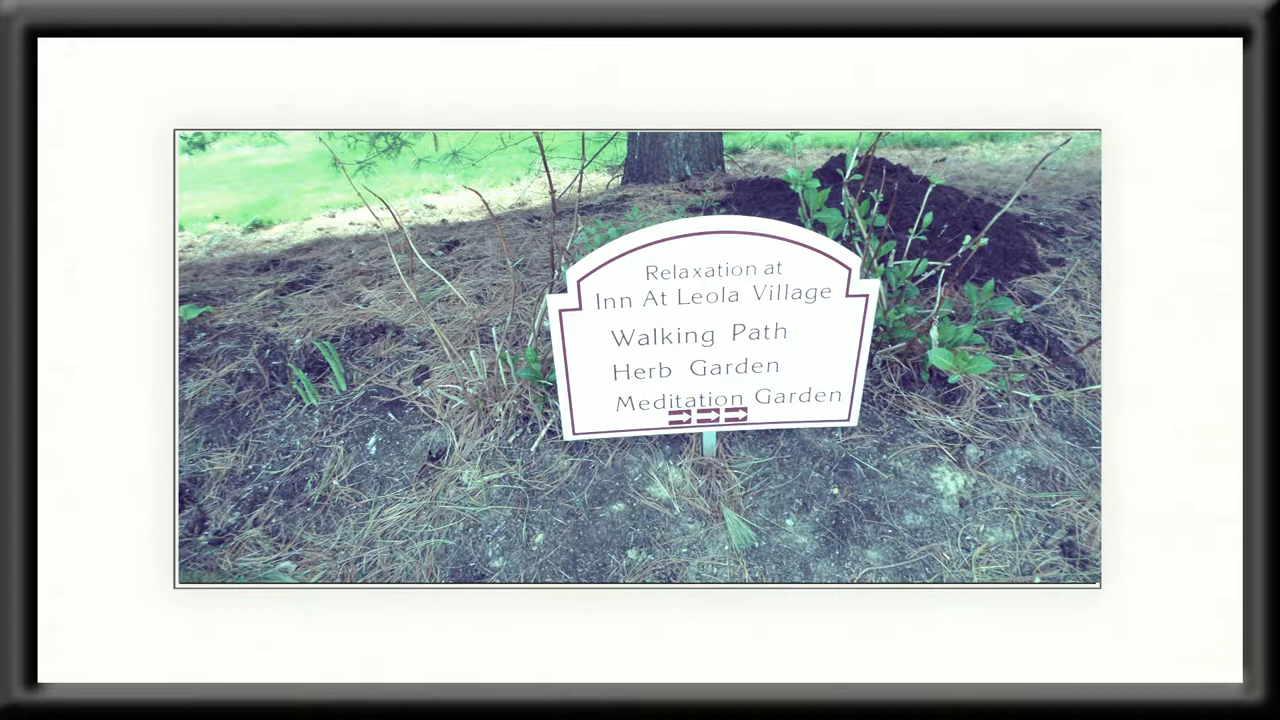 Relaxation at
Inn At Leola Village
Walking Path
Herb Garden
Meditation Garden